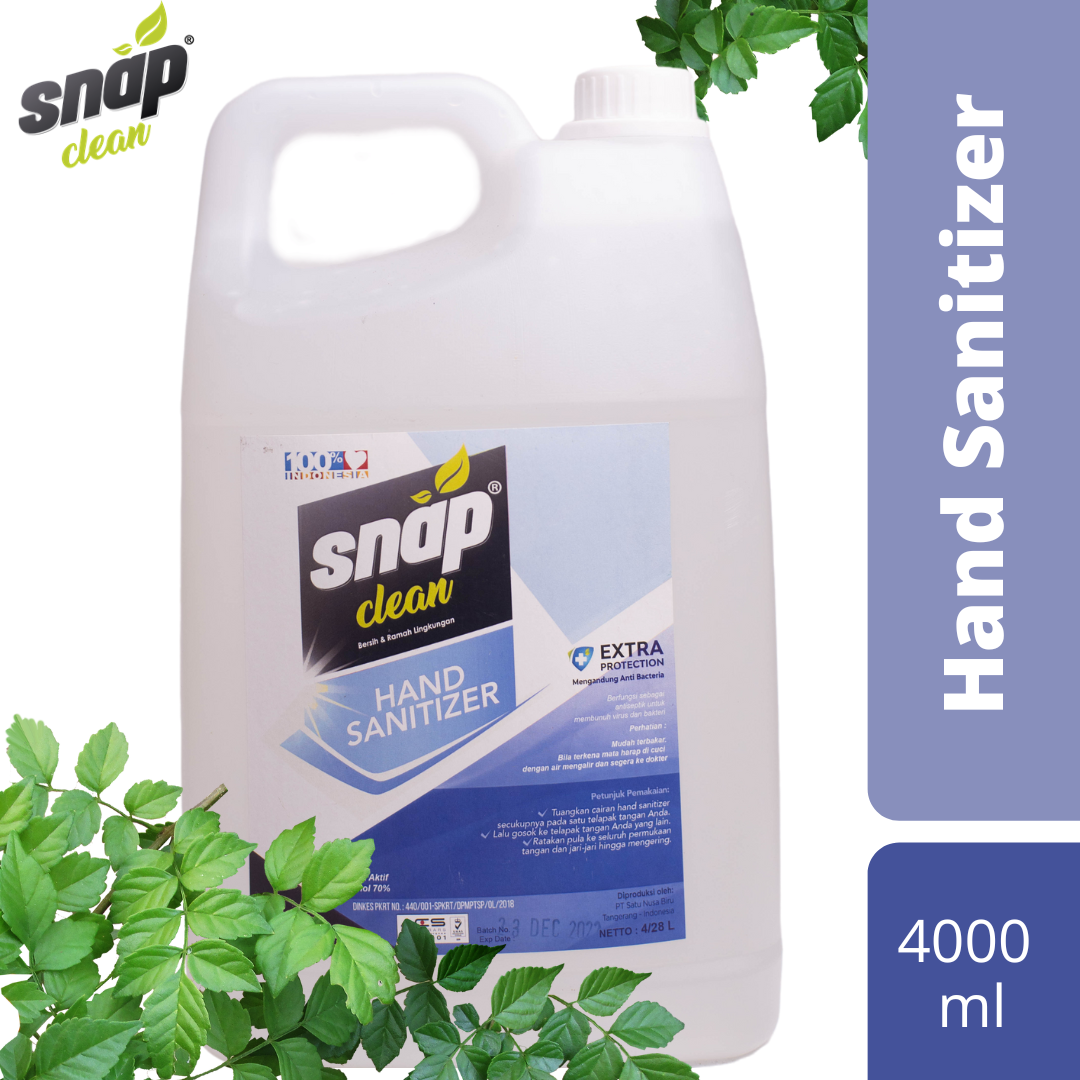 snap®
clean
Hand Sanitizer
4000
ml
100%
INDONESIA
snap®
clean
Bersih & Ramah Lingkungan
HAND
SANITIZER
EXTRA
PROTECTION
Mengandung Anti Bacteria
Berfungsi sebagai
antiseptik untuk
membunuh virus dan bakteri
Perhatian :
Mudah terbakar.
Bila terkena mata harap di cuci
dengan air mengalir dan segera ke dokter
Petunjuk Pemakaian:
Tuangkan cairan hand sanitizer
secukupnya pada satu telapak tangan Anda.
Lalu gosok ke telapak tangan Anda yang lain.
Ratakan pula ke seluruh permukaan
tangan dan jari-jari hingga mengering.
Aktif
70%
DINKES PKRT NO.: 440/001-SPKRT/DPMPTSP/OL/2018
Diproduksi oleh:
PT Satu Nusa Biru
Tangerang - Indonesia
Batch No.
Exp Date
DEC
NETTO : 4/28 L